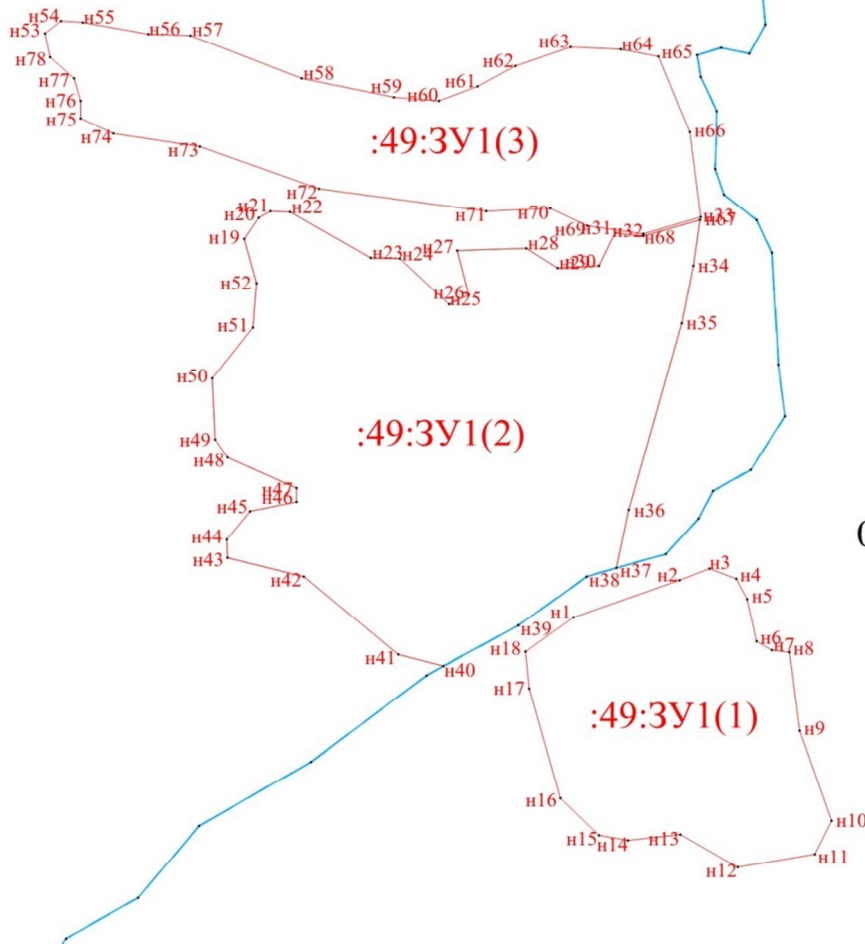 н54 н55
н53 н56 н57
н63
н64
н65
н78
н62
н77
н58
н61
н76
н59
н60
н75
н74
н66
:49:ЗУ1(3)
н73
н72
н71
н70
н21
н22
н20
н33
н67
н69
н31
н32
н68
н19
н23
н24
н27
н28
н29
н30
н34
н52
н26
н25
н51
н35
н50
:49:ЗУ1(2)
н49
н48
н47
н46
н45
н36
н44
н43
(
н42
н38
н37
н2
н3
н4
н5
н1
н39
н6
н7
н8
н18
н41
н40
н17
:49:ЗУ1(1)
н9
н16
н10
н15
н14
н13
н11
н12